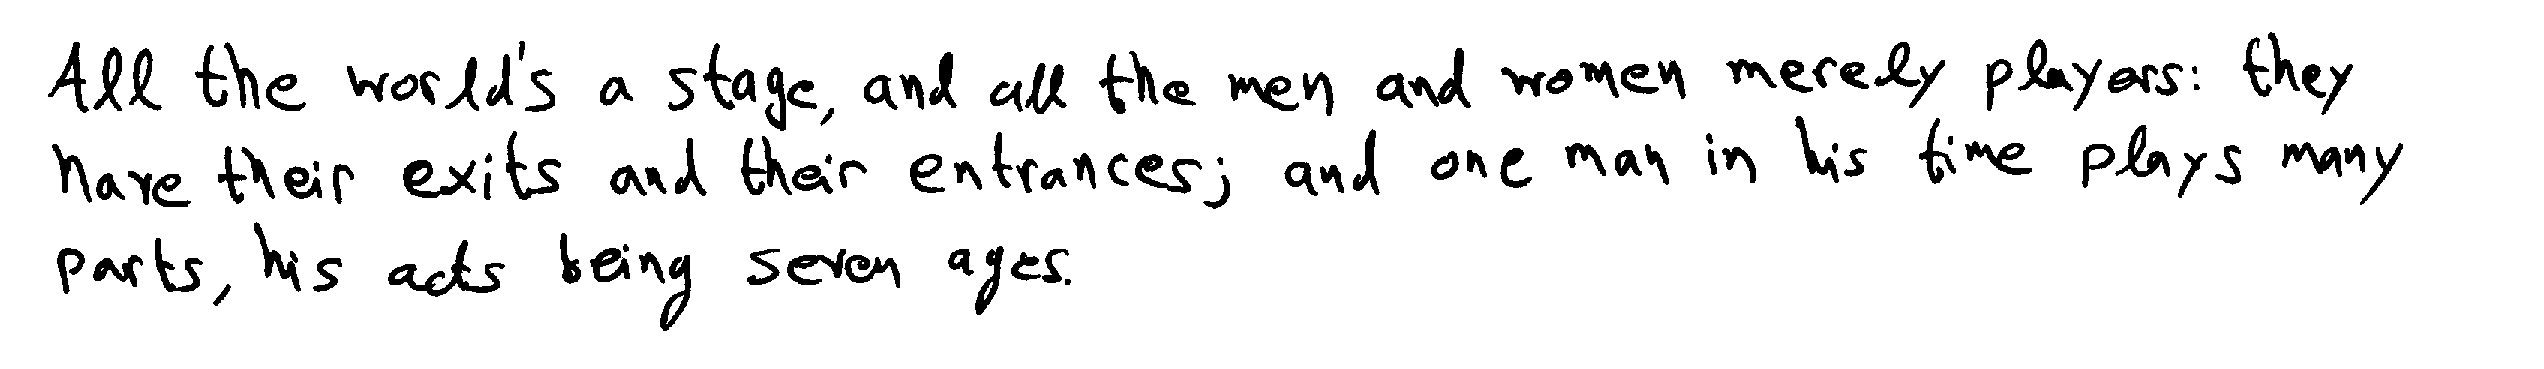 All the world's a stage, and all the men and women merely players: they
have their exits and their entrances; and one man in his time plays many
parts, his acts being seven ages.